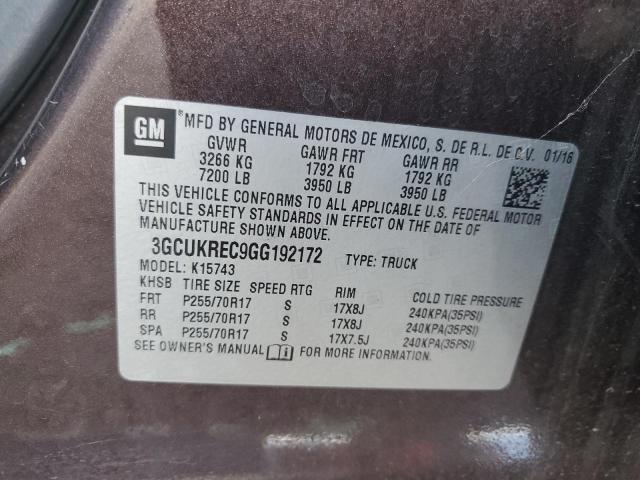 GM
®MFD BY GENERAL MOTORS DE MEXICO, S. DE R.L. DE C.V. 01/16
GVWR GAWR FRT GAWR RR
3266 KG 1792 KG 1792 KG
7200 LB 3950 LB 3950 LB
THIS VEHICLE CONFORMS TO ALL APPLICABLE U.S. FEDERAL MOTOR
VEHICLE SAFETY STANDARDS IN EFFECT ON THE DATE OF
MANUFACTURE SHOWN ABOVE.
3GCUKREC9GG192172 TYPE: TRUCK
MODEL: K15743
KHSB TIRE SIZE SPEED RTG RIM COLD TIRE PRESSURE
FRT P255/70R17 S 17X8J 240KPA(35PSI)
RR P255/70R17 S 17X8J 240KPA(35PSI)
SPA P255/70R17 S 17X7.5J 240KPA(35PSI)
SEE OWNER'S MANUAL FOR MORE INFORMATION.